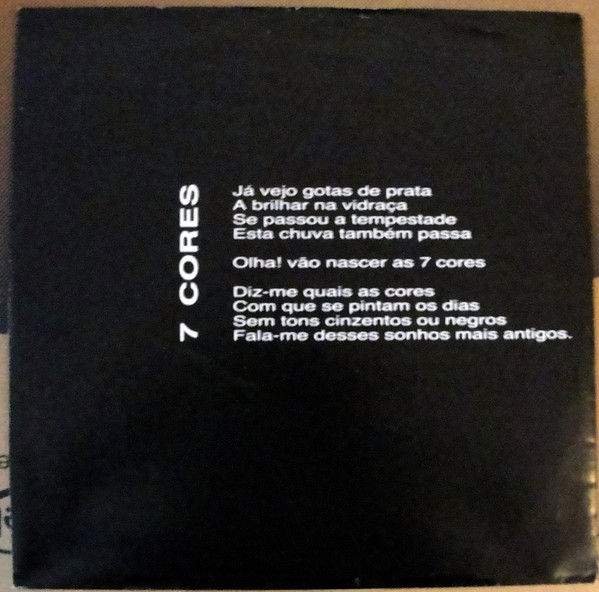 7 CORES
Já vejo gotas de prata
A brilhar na vidraça
Se passou a tempestade
Esta chuva também passa
Olha! vão nascer as 7 cores
Diz-me quais as cores
Com que se pintam os dias
Sem tons cinzentos ou negros
Fala-me desses sonhos mais antigos.